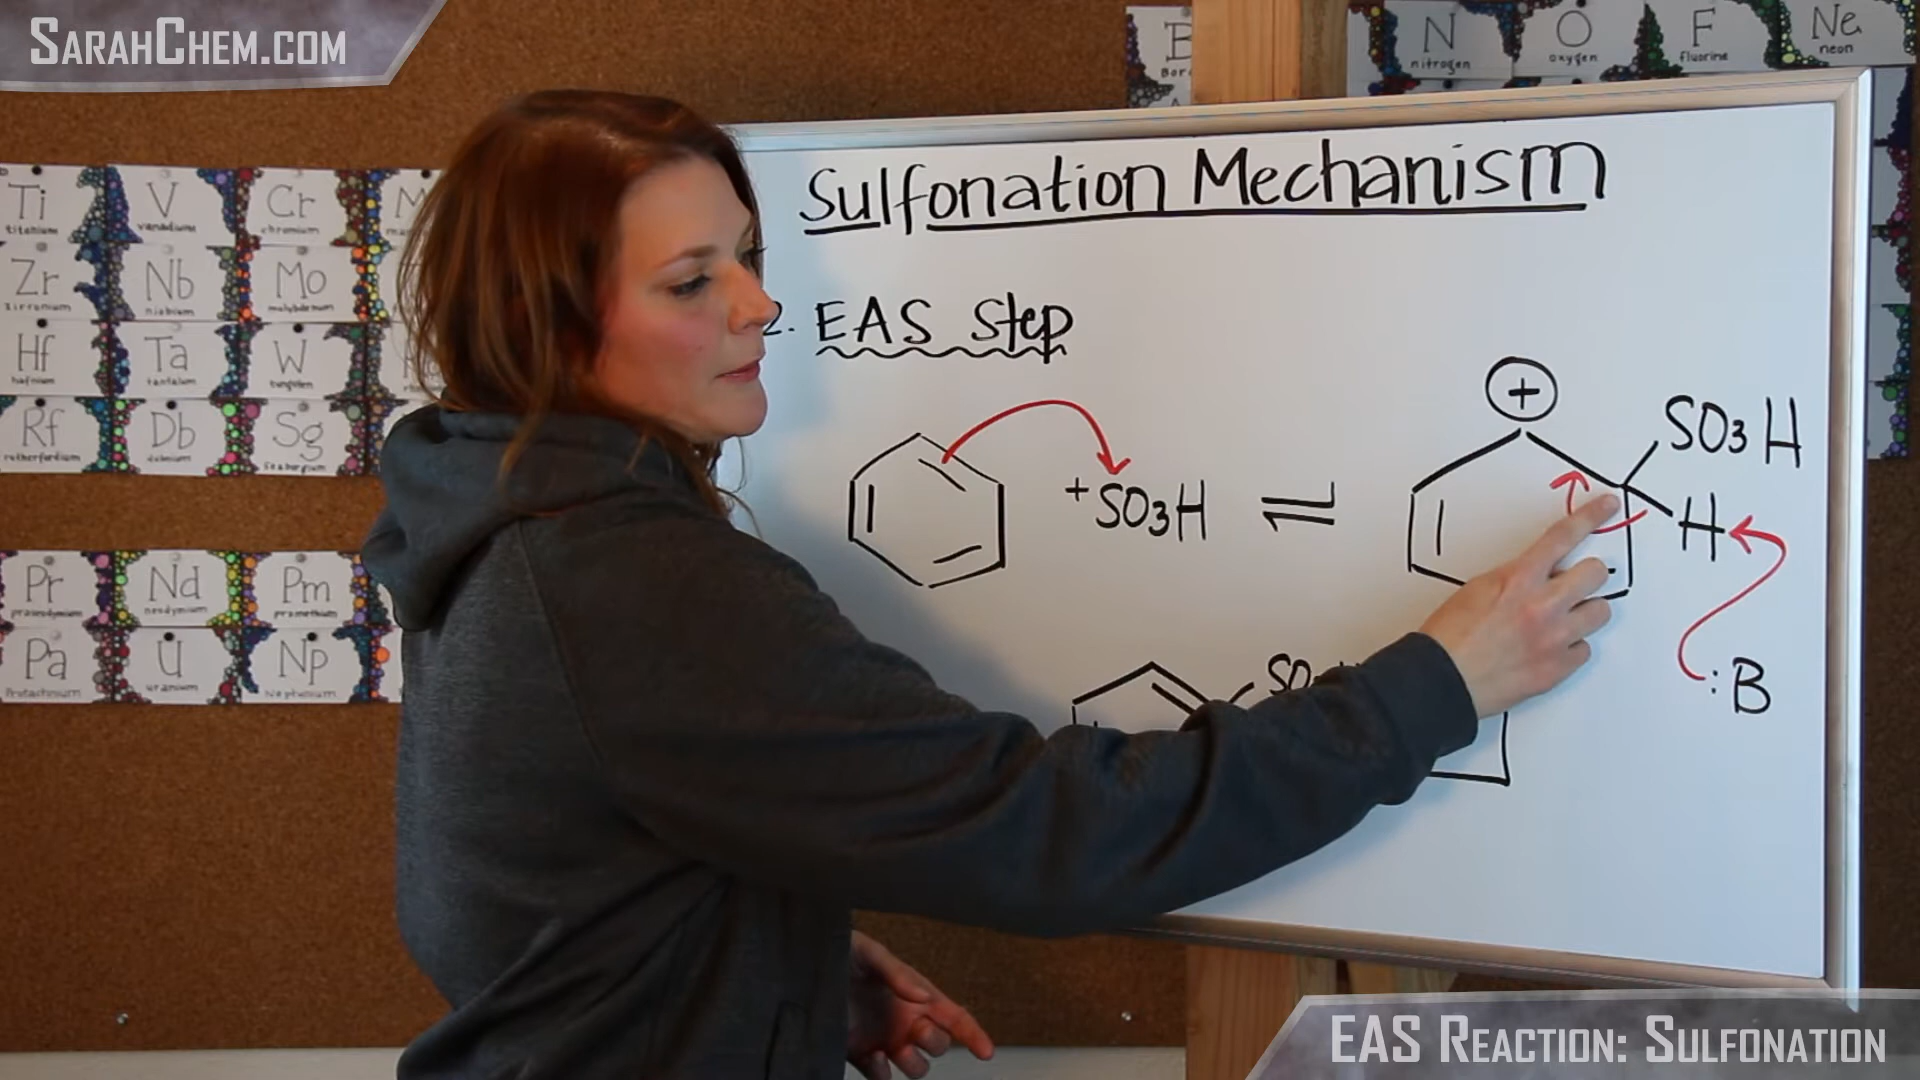 SARAHCHEM.COM
N
nitrogen
O
oxygen
F
fluorine
Ne
neon
Ti
titanium
V
vanadium
Cr
chromium
Zr
zirconium
Nb
niobium
Mo
molybdenum
Hf
hafnium
Ta
tantalum
W
tungsten
Rf
rutherfordium
Db
dubnium
Sg
seaborgium
Pr
praseodymium
Nd
neodymium
Pm
promethium
Pa
Protactinium
U
uranium
Np
Neptunium
Sulfonation Mechanism
2. EAS Step
+SO3H ⇌
+
SO3H
H
:B
EAS REACTION: SULFONATION